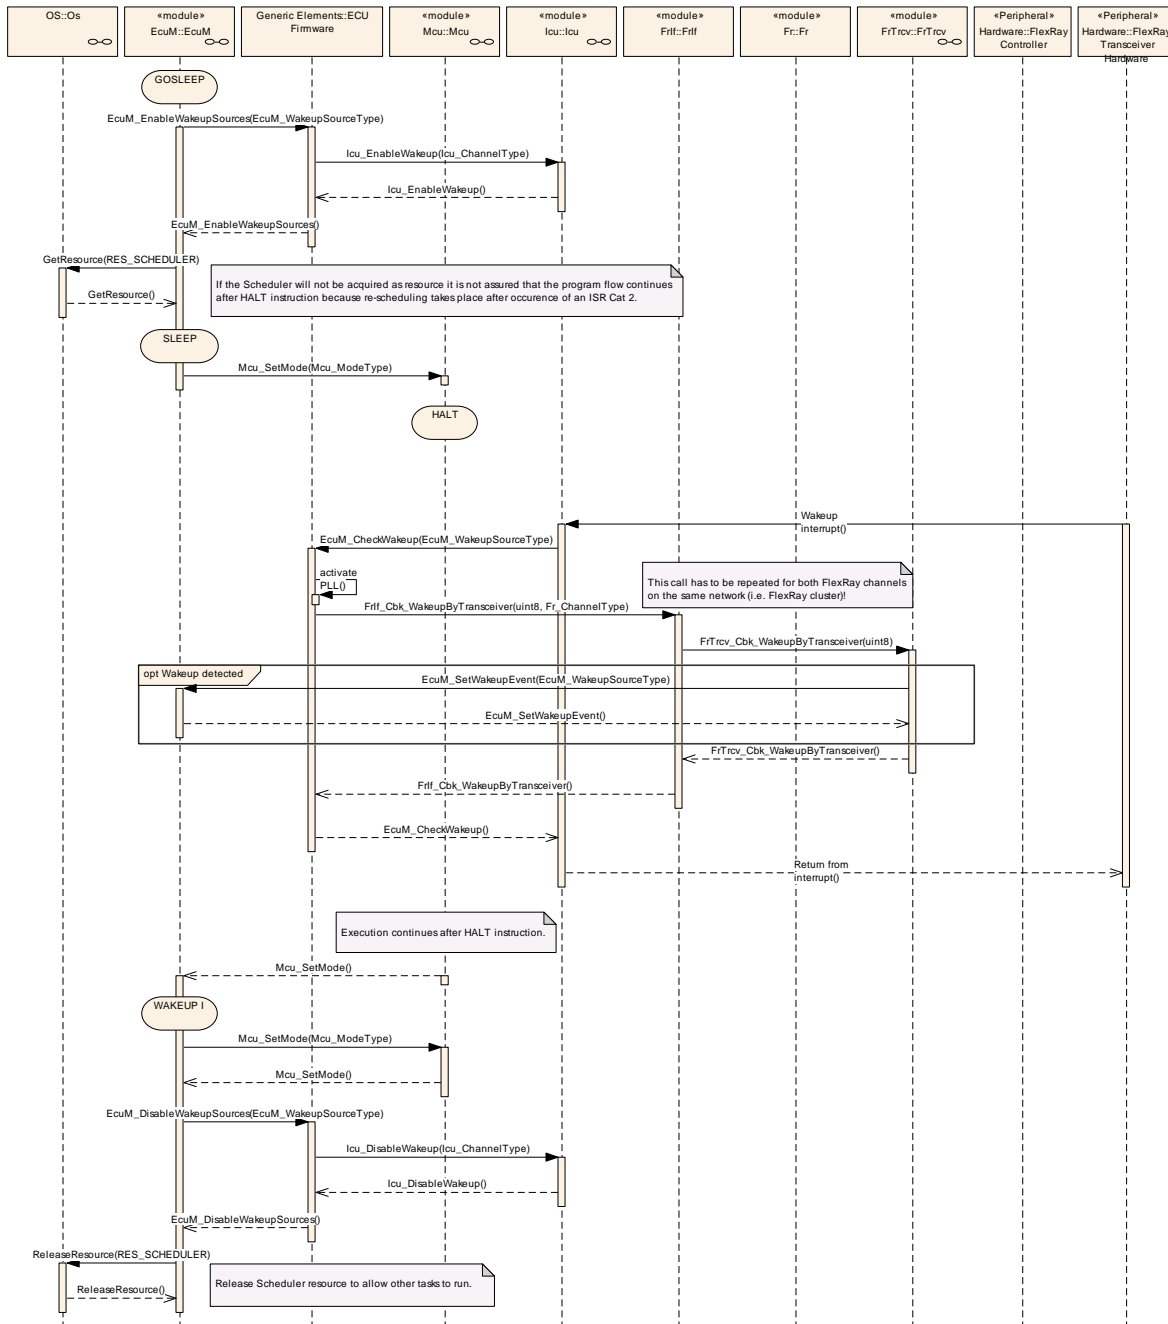 OS::Os
«module»
EcuM::EcuM
Generic Elements::ECU
Firmware
«module»
Mcu::Mcu
«module»
Icu::Icu
«module»
FrIf::FrIf
«module»
Fr::Fr
«module»
FrTrcv::FrTrcv
«Peripheral»
Hardware::FlexRay
Controller
«Peripheral»
Hardware::FlexRay
Transceiver
Hardware
GOSLEEP
EcuM_EnableWakeupSources(EcuM_WakeupSourceType)
Icu_EnableWakeup(Icu_ChannelType)
Icu_EnableWakeup()
EcuM_EnableWakeupSources()
GetResource(RES_SCHEDULER)
If the Scheduler will not be acquired as resource it is not assured that the program flow continues
after HALT instruction because re-scheduling takes place after occurence of an ISR Cat 2.
GetResource()
SLEEP
Mcu_SetMode(Mcu_ModeType)
HALT
Wakeup
interrupt()
EcuM_CheckWakeup(EcuM_WakeupSourceType)
activate
PLL()
This call has to be repeated for both FlexRay channels
on the same network (i.e. FlexRay cluster)!
FrIf_Cbk_WakeupByTransceiver(uint8, Fr_ChannelType)
FrTrcv_Cbk_WakeupByTransceiver(uint8)
opt Wakeup detected
EcuM_SetWakeupEvent(EcuM_WakeupSourceType)
EcuM_SetWakeupEvent()
FrTrcv_Cbk_WakeupByTransceiver()
FrIf_Cbk_WakeupByTransceiver()
EcuM_CheckWakeup()
Return from
interrupt()
Execution continues after HALT instruction.
Mcu_SetMode()
WAKEUP I
Mcu_SetMode(Mcu_ModeType)
Mcu_SetMode()
EcuM_DisableWakeupSources(EcuM_WakeupSourceType)
Icu_DisableWakeup(Icu_ChannelType)
Icu_DisableWakeup()
EcuM_DisableWakeupSources()
ReleaseResource(RES_SCHEDULER)
Release Scheduler resource to allow other tasks to run.
ReleaseResource()